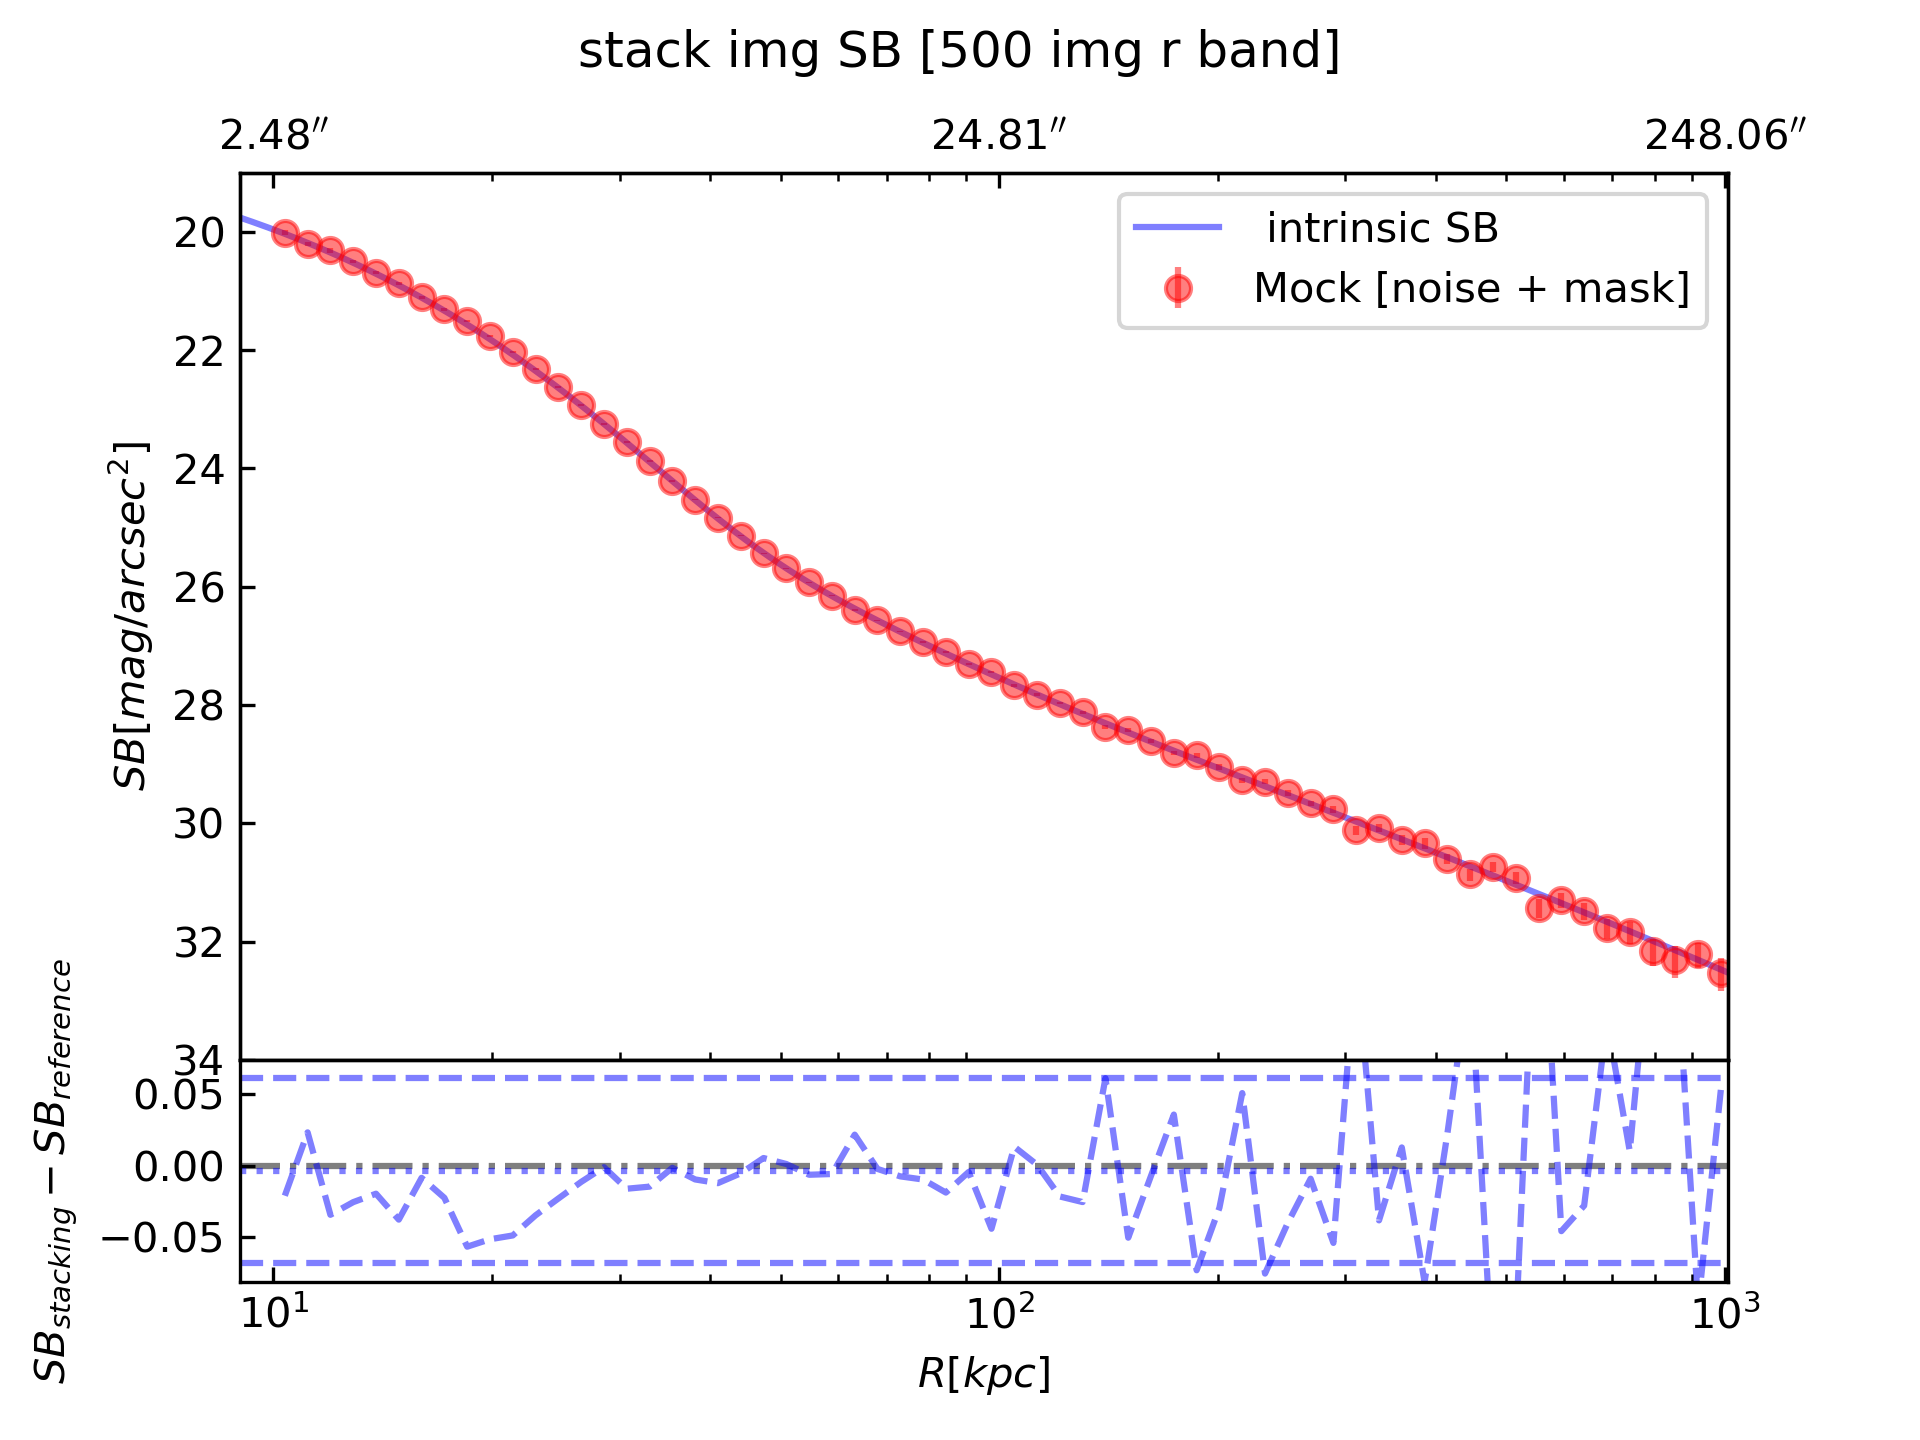 stack img SB [500 img r band]
2.48″ 24.81″ 248.06″
intrinsic SB
Mock [noise + mask]
20
22
24
26
28
30
32
34
SB[mag/arcsec²]
0.05
0.00
−0.05
SB_stacking − SB_reference
10¹ 10² 10³
R[kpc]